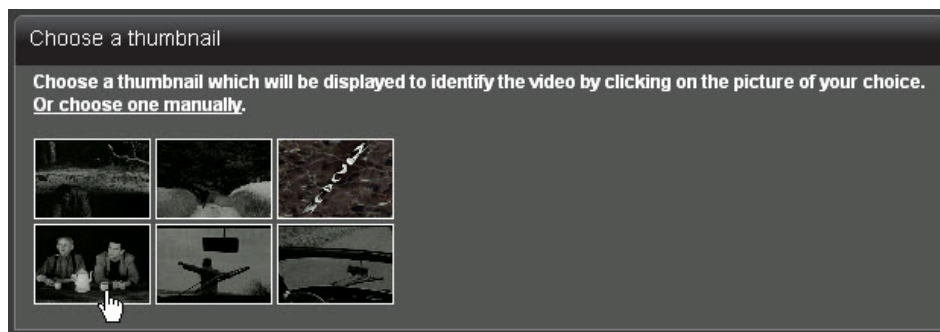 Choose a thumbnail
Choose a thumbnail which will be displayed to identify the video by clicking on the picture of your choice.
Or choose one manually.